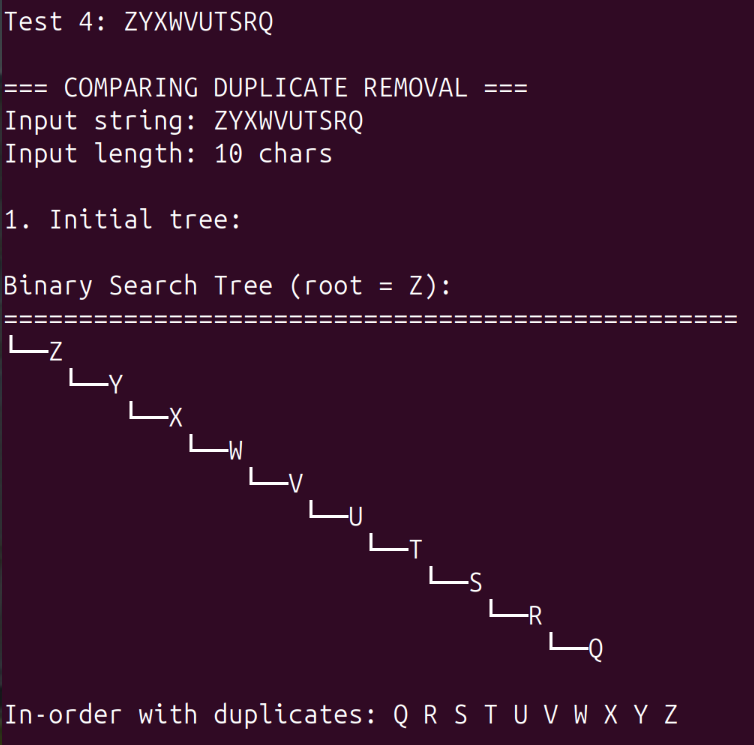 Test 4: ZYXWVUTSRQ
=== COMPARING DUPLICATE REMOVAL ===
Input string: ZYXWVUTSRQ
Input length: 10 chars
1. Initial tree:
Binary Search Tree (root = Z):
=================================================
└──Z
    └──Y
        └──X
            └──W
                └──V
                    └──U
                        └──T
                            └──S
                                └──R
                                    └──Q
In-order with duplicates: Q R S T U V W X Y Z